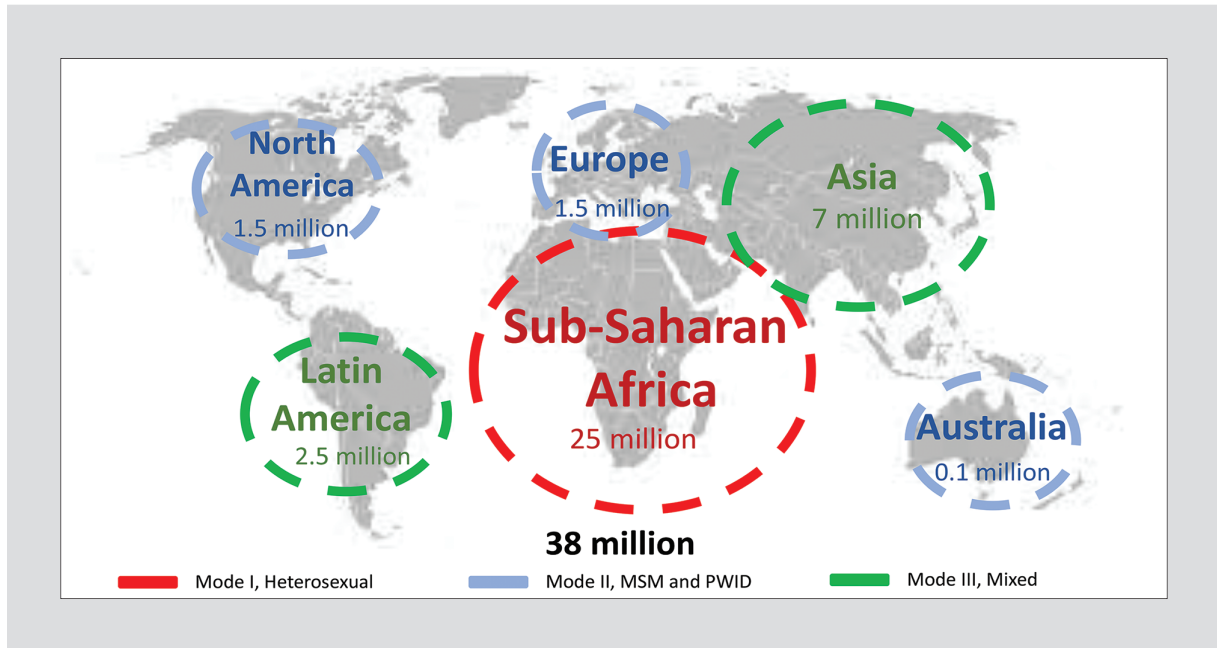 North
America
1.5 million
Europe
1.5 million
Asia
7 million
Sub-Saharan
Africa
25 million
Latin
America
2.5 million
Australia
0.1 million
38 million
Mode I, Heterosexual
Mode II, MSM and PWID
Mode III, Mixed